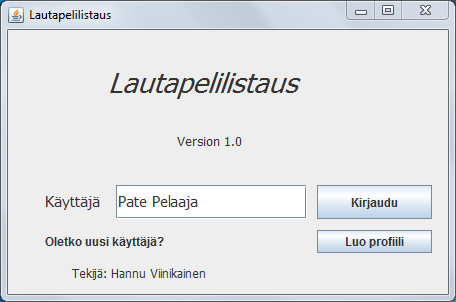 Lautapelilistaus
Lautapelilistaus
Version 1.0
Käyttäjä Pate Pelaaja Kirjaudu
Oletko uusi käyttäjä? Luo profiili
Tekijä: Hannu Viinikainen